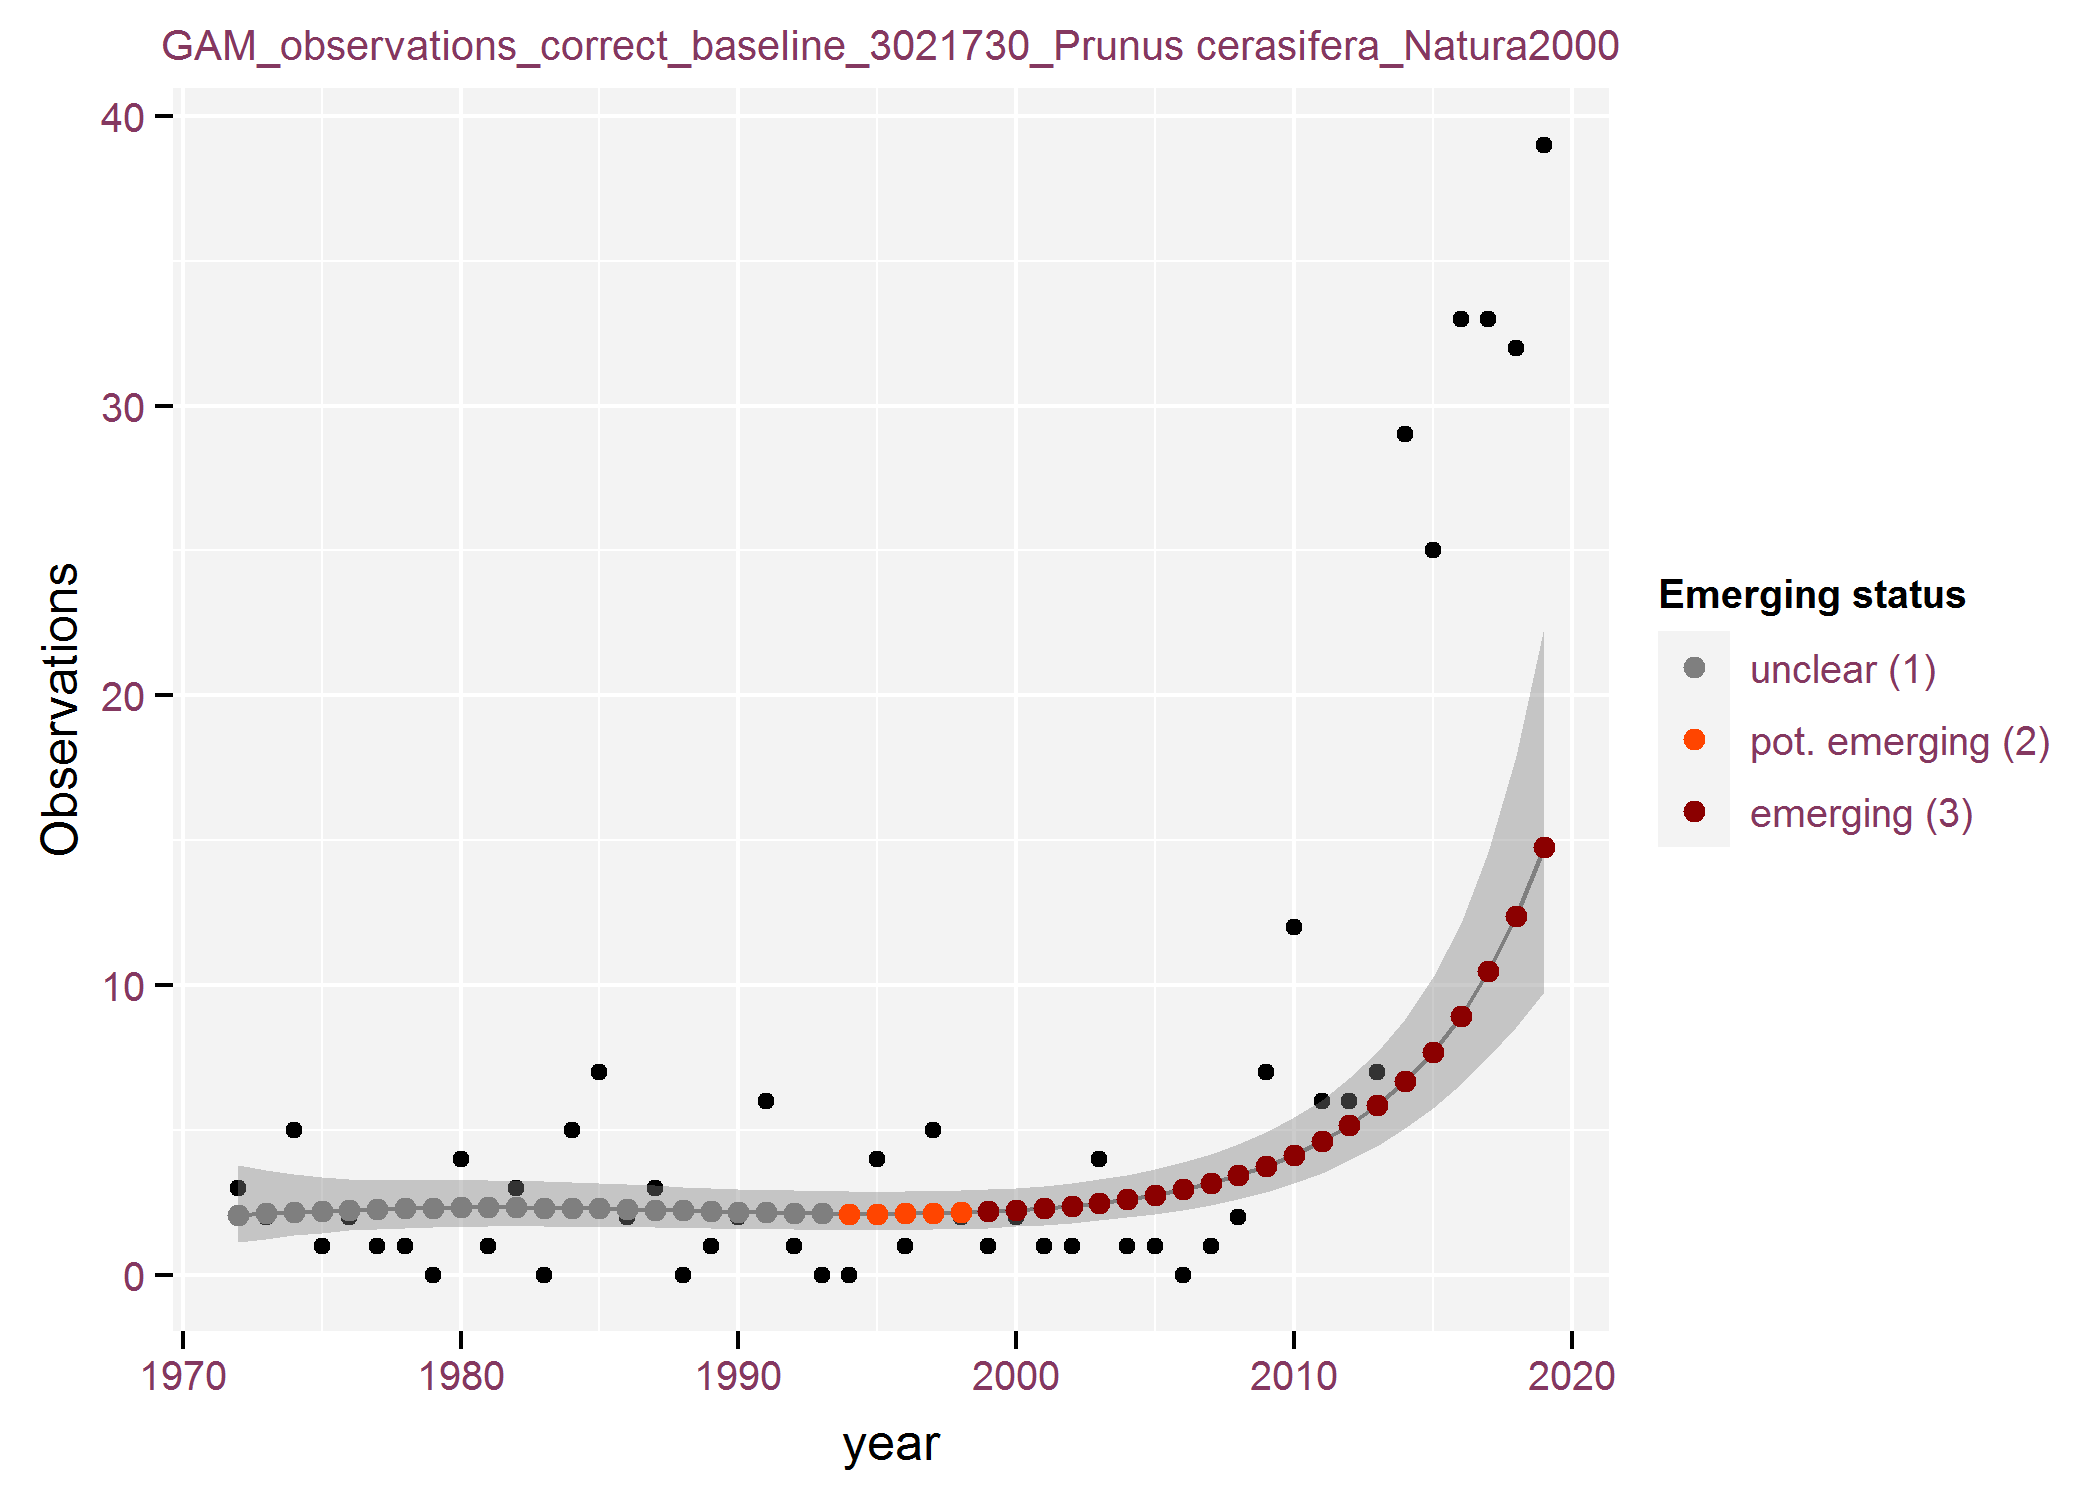 GAM_observations_correct_baseline_3021730_Prunus cerasifera_Natura2000
40
30
20
10
0
Observations
1970 1980 1990 2000 2010 2020
year
Emerging status
unclear (1)
pot. emerging (2)
emerging (3)